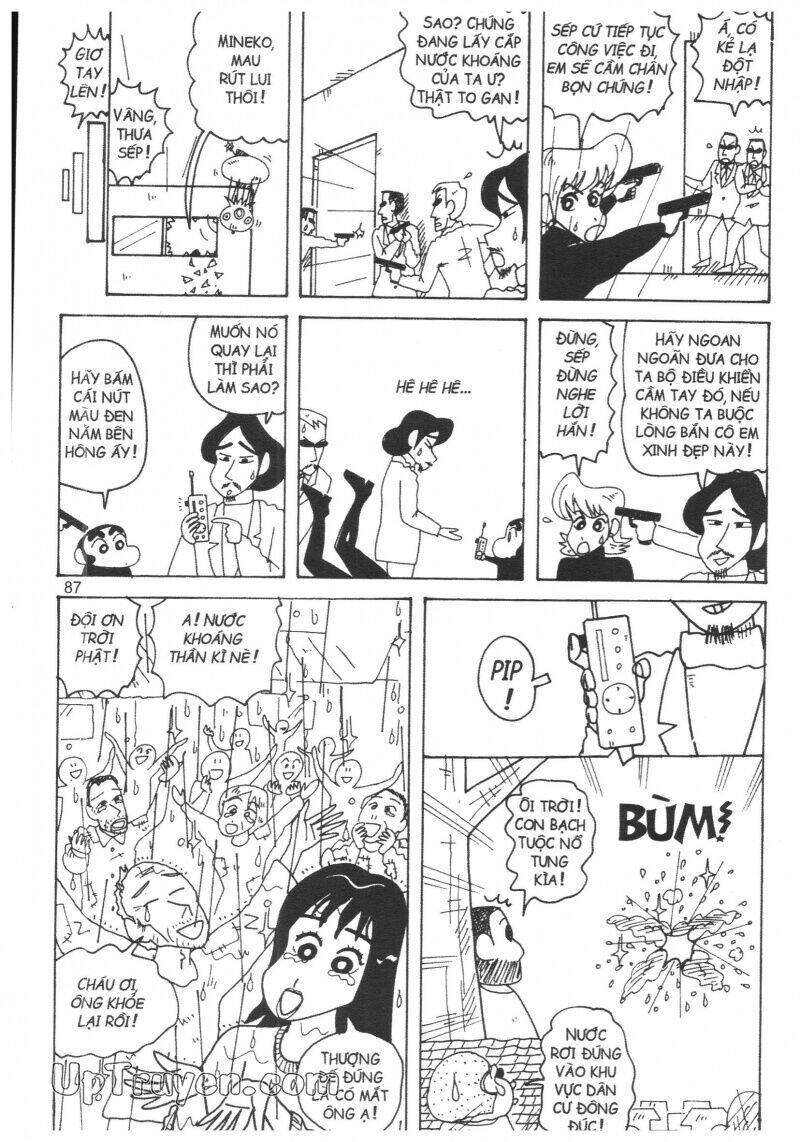 Á, CÓ
KẺ LẠ
ĐỘT
NHẬP!
SẾP CỨ TIẾP TỤC
CÔNG VIỆC ĐI,
EM SẼ CẦM CHÂN
BỌN CHÚNG!
SAO? CHÚNG
ĐANG LẤY CẮP
NƯỚC KHOÁNG
CỦA TA Ư?
THẬT TO GAN!
MINEKO,
MAU
RÚT LUI
THÔI!
VÂNG,
THƯA
SẾP!
GIƠ
TAY
LÊN!
HÃY NGOAN
NGOÃN ĐƯA CHO
TA BỘ ĐIỀU KHIỂN
CẦM TAY ĐÓ, NẾU
KHÔNG TA BUỘC
LÒNG BẮN CÔ EM
XINH ĐẸP NÀY!
ĐỪNG,
SẾP
ĐỪNG
NGHE
LỜI
HẮN!
HÊ HÊ HÊ...
MUỐN NÓ
QUAY LẠI
THÌ PHẢI
LÀM SAO?
HÃY BẤM
CÁI NÚT
MÀU ĐEN
NẰM BÊN
HÔNG ẤY!
87
PIP
!
BÙM!
ÔI TRỜI!
CON BẠCH
TUỘC NỔ
TUNG
KÌA!
NƯỚC
RƠI ĐÚNG
VÀO KHU
VỰC DÂN
CƯ ĐÔNG
ĐÚC!
A! NƯỚC
KHOÁNG
THẦN KÌ NÈ!
ĐỘI ƠN
TRỜI
PHẬT!
CHÁU ƠI,
ÔNG KHỎE
LẠI RỒI!
THƯỢNG
ĐẾ ĐÚNG
LÀ CÓ MẮT
ÔNG Ạ!
UpTruyen.com